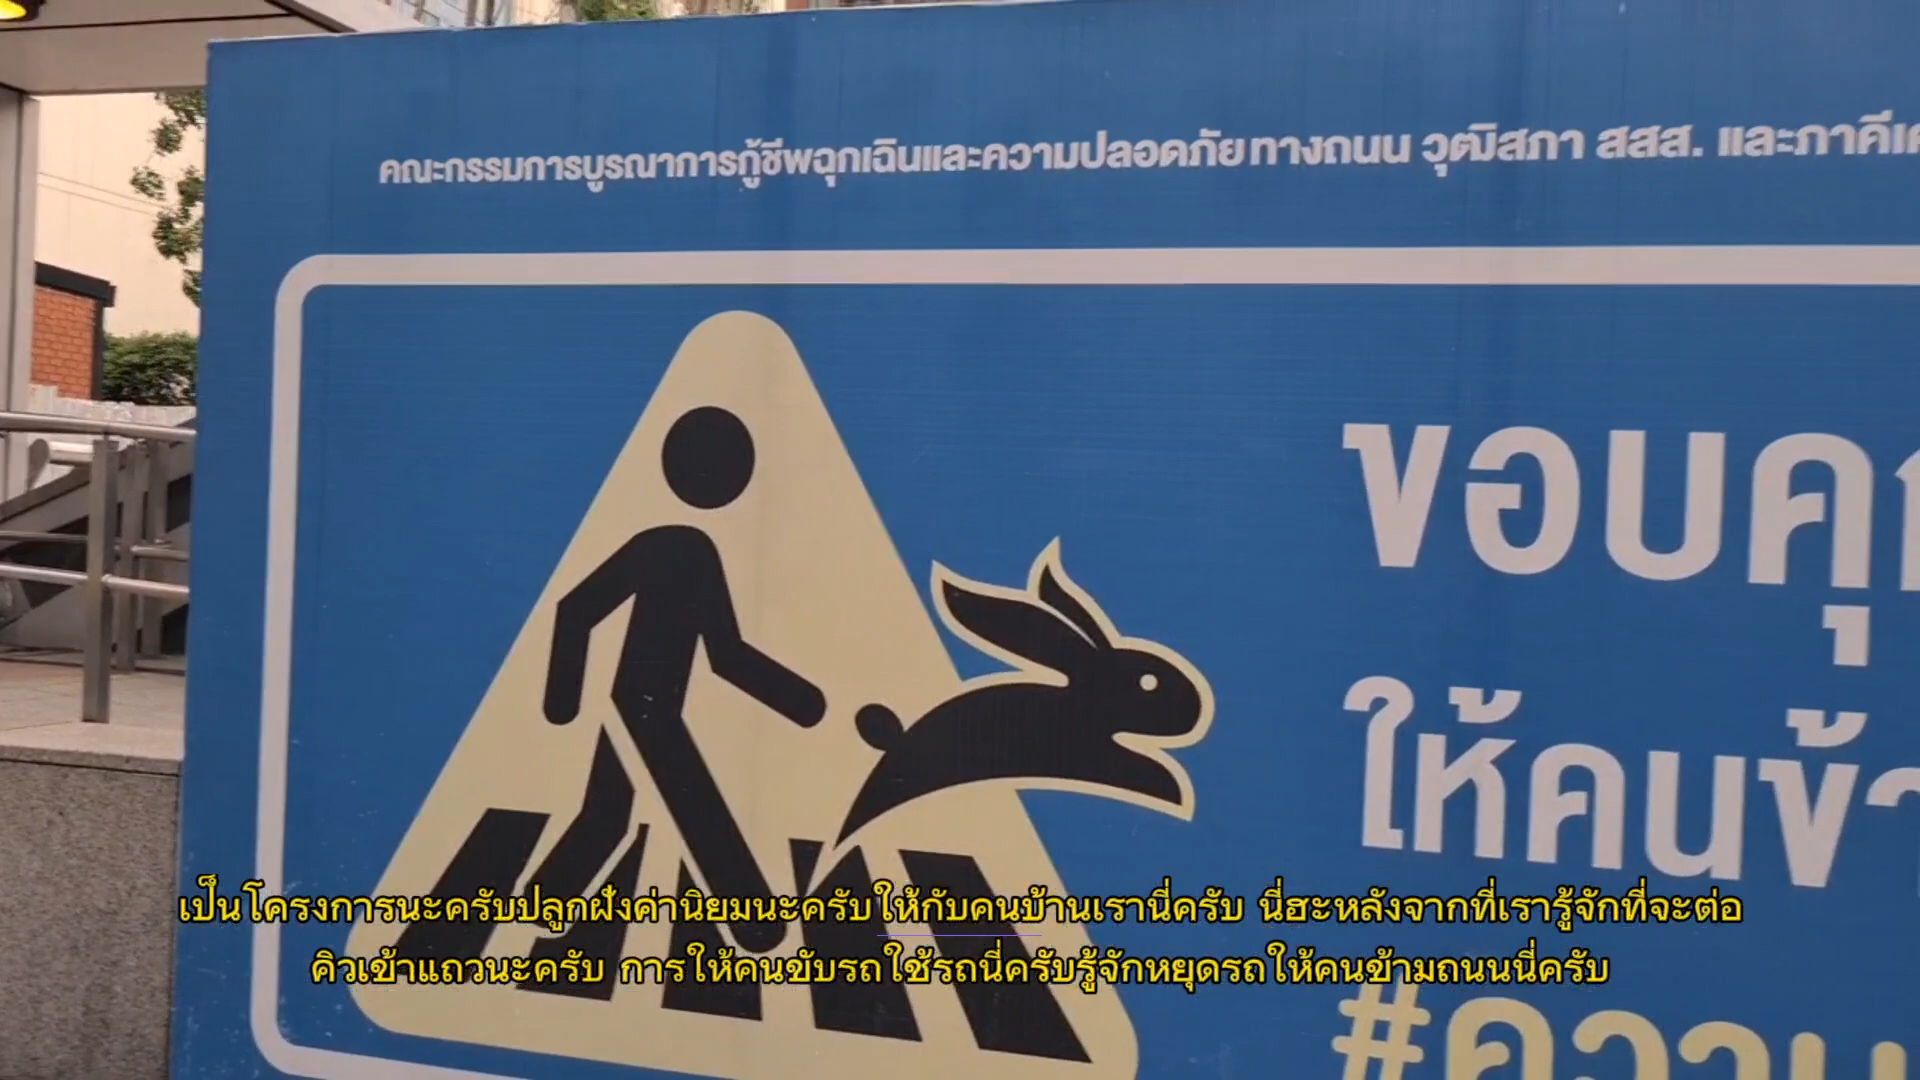 คณะกรรมการบูรณาการกู้ชีพฉุกเฉินและความปลอดภัยทางถนน วุฒิสภา สสส. และภาคีเ
ขอบคุ
ให้คนข้
เป็นโครงการนะครับปลูกฝังค่านิยมนะครับให้กับคนบ้านเรานี่ครับ นี่ฮะหลังจากที่เรารู้จักที่จะต่อ
คิวเข้าแถวนะครับ การให้คนขับรถใช้รถนี่ครับรู้จักหยุดรถให้คนข้ามถนนนี่ครับ
#ความ